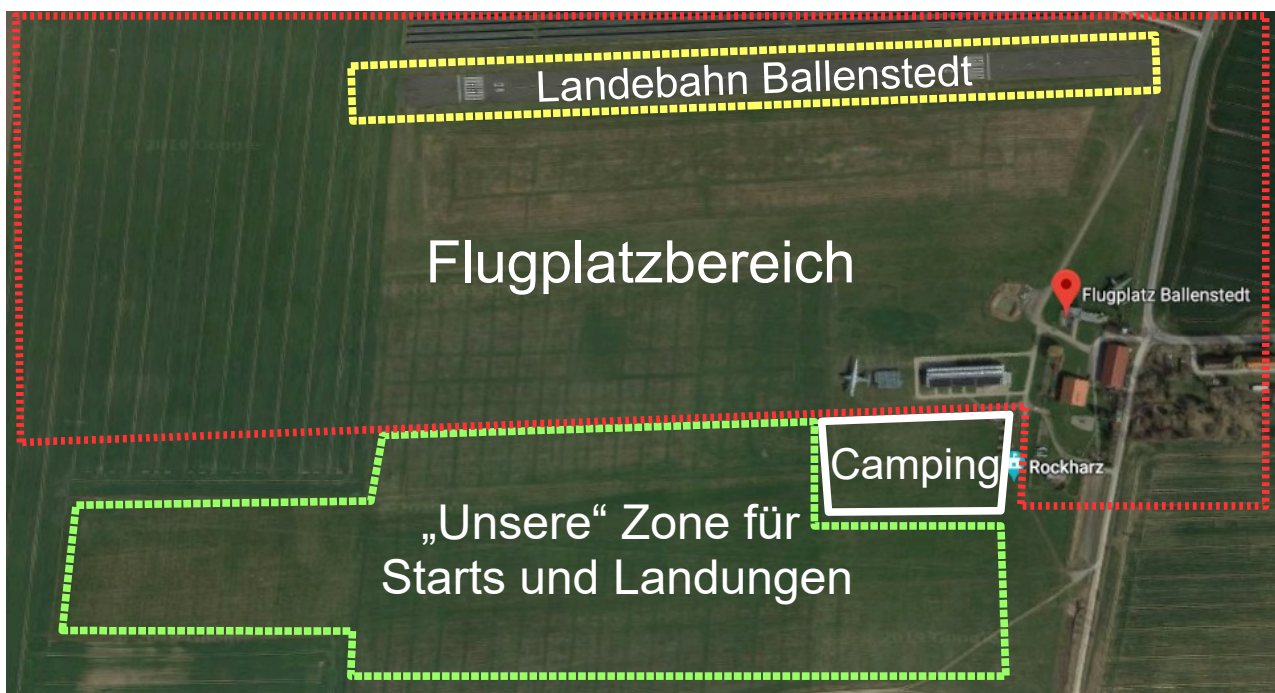 Landebahn Ballenstedt
Flugplatzbereich
Flugplatz Ballenstedt
Camping
Rockharz
„Unsere“ Zone für
Starts und Landungen